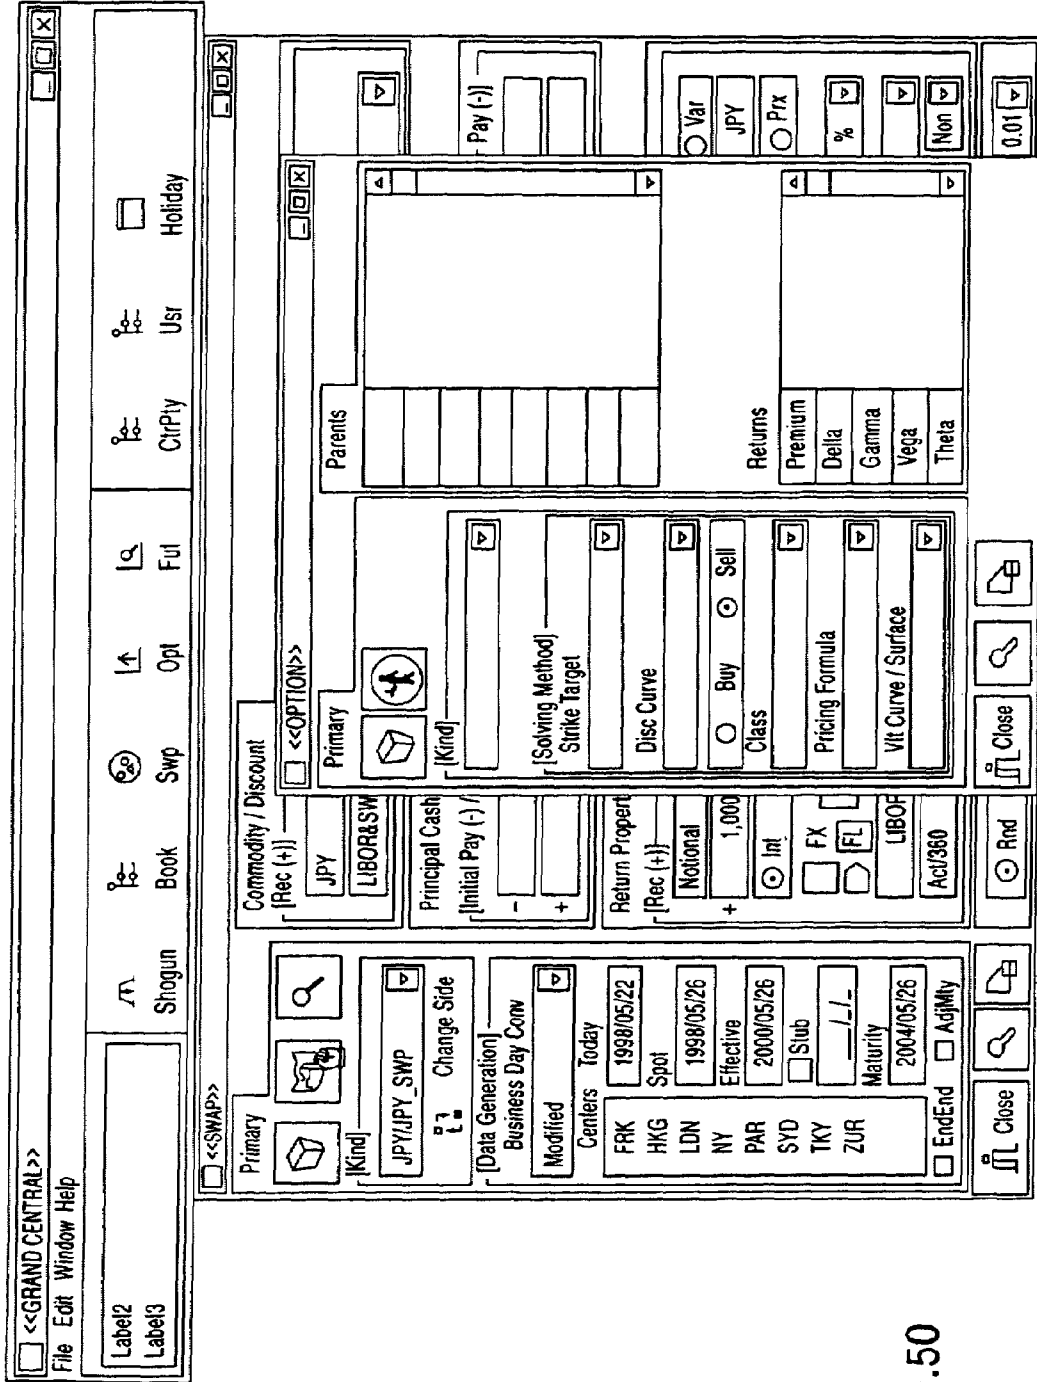 <<GRAND CENTRAL>>
File Edit Window Help
Label2
Label3
Shogun
Book
Swp
Opt
Ful
CtrPty
Usr
Holiday
<<SWAP>>
Primary
[Kind]
JPY/JPY_SWP
Change Side
[Data Generation]
Business Day Conv
Modified
Centers
Today
FRK
HKG
LDN
NY
PAR
SYD
TKY
ZUR
1998/05/22
Spot
1998/05/26
Effective
2000/05/26
Stub
_/_/_
Maturity
2004/05/26
EndEnd
AdjMty
Close
Commodity / Discount
[Rec (+)]
JPY
LIBOR&SW
Principal Cash
[Initial Pay (-) /
-
+
Return Propert
[Rec (+)]
Notional
+ 1,000
Int
FX
FL
LIBOR
Act/360
Rnd
<<OPTION>>
Primary
[Kind]
[Solving Method]
Strike Target
Disc Curve
Buy
Sell
Class
Pricing Formula
Vlt Curve / Surface
Close
Parents
Returns
Premium
Delta
Gamma
Vega
Theta
Pay (-)]
Var
JPY
Prx
%
Non
0.01
.50